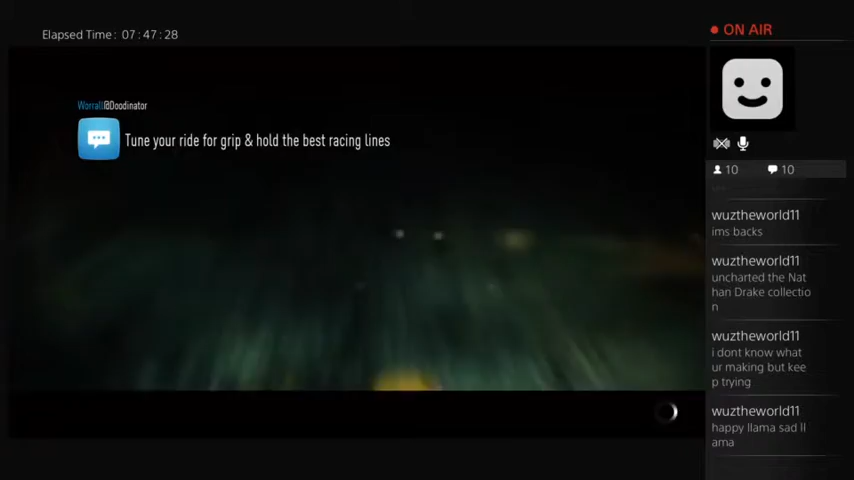 Elapsed Time: 07:47:28
ON AIR
Worrall@Doodinator
Tune your ride for grip & hold the best racing lines
10 10
wuztheworld11
ims backs
wuztheworld11
uncharted the Nat
han Drake collectio
n
wuztheworld11
i dont know what
ur making but kee
p trying
wuztheworld11
happy llama sad ll
ama